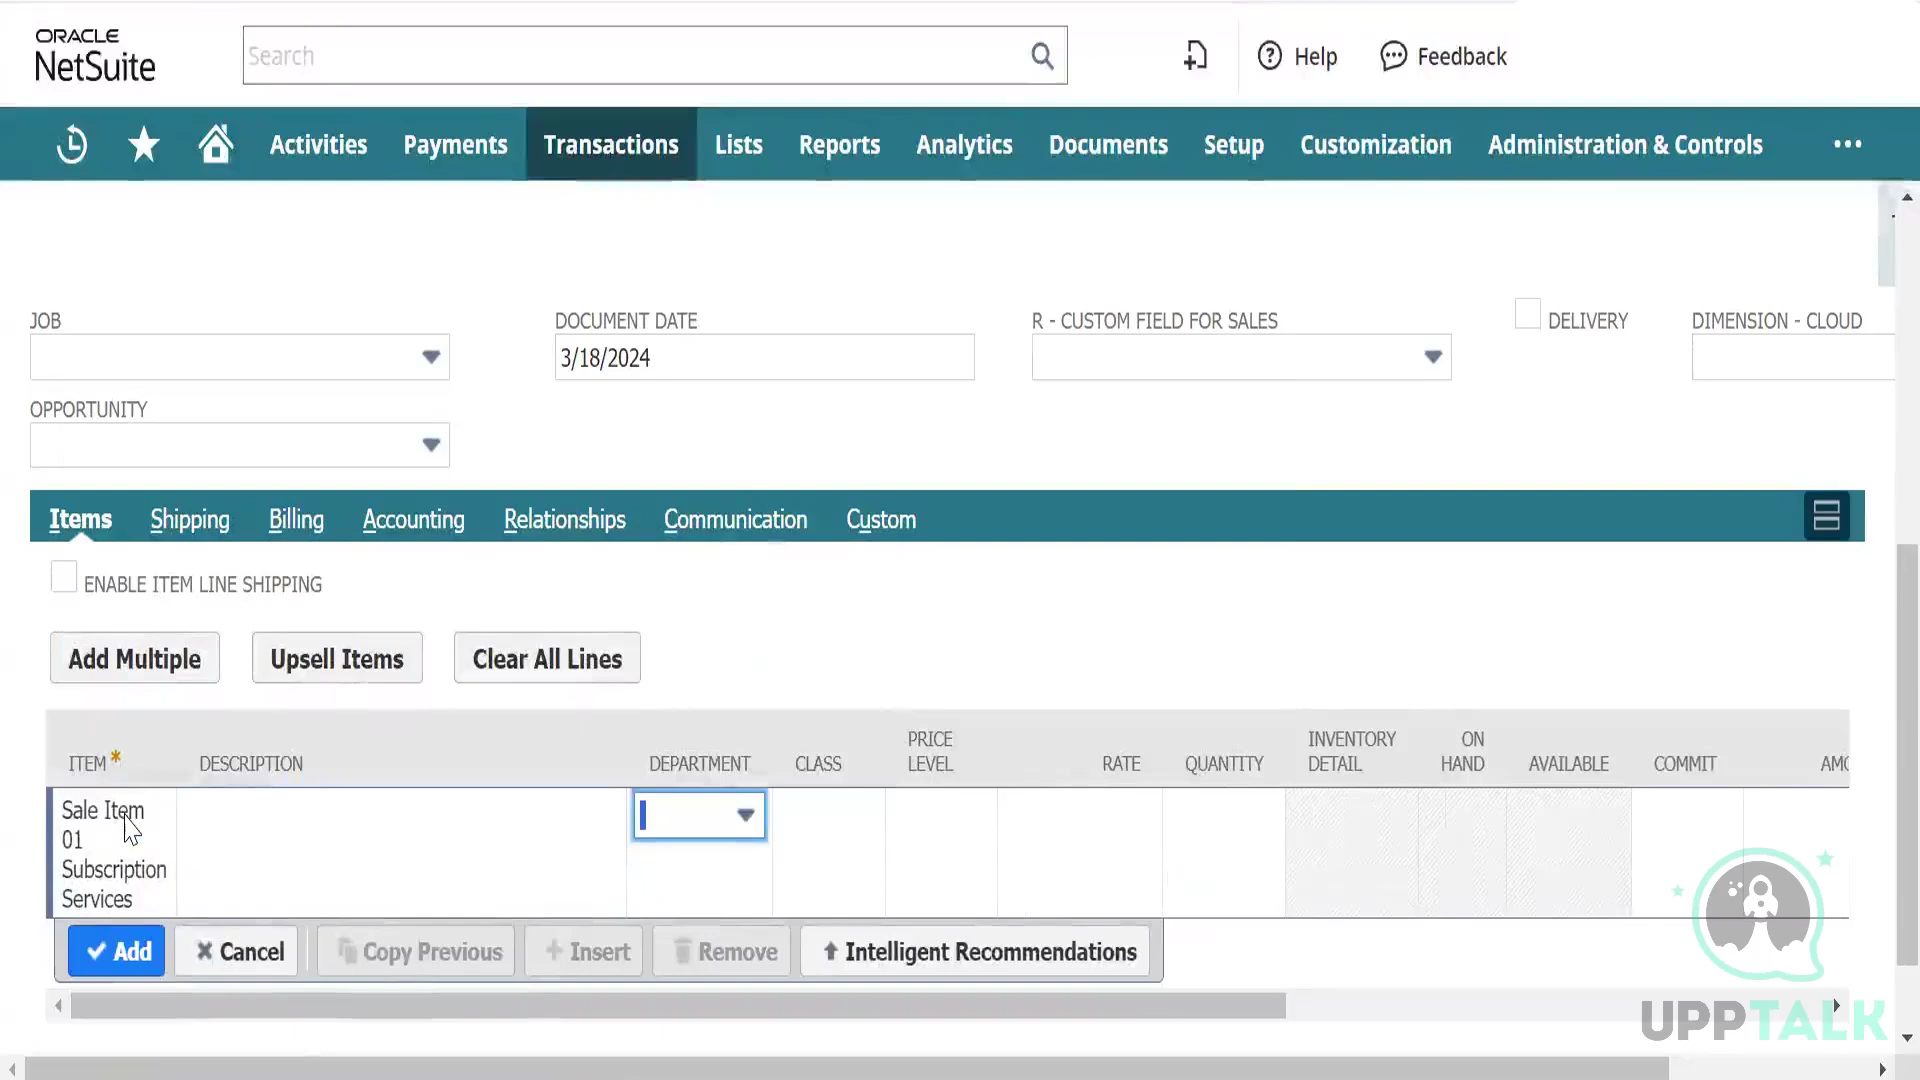 ORACLE
NetSuite
Search
Help
Feedback
Activities
Payments
Transactions
Lists
Reports
Analytics
Documents
Setup
Customization
Administration & Controls
JOB
DOCUMENT DATE
R - CUSTOM FIELD FOR SALES
DELIVERY
DIMENSION - CLOUD
3/18/2024
OPPORTUNITY
Items
Shipping
Billing
Accounting
Relationships
Communication
Custom
ENABLE ITEM LINE SHIPPING
Add Multiple
Upsell Items
Clear All Lines
ITEM *
DESCRIPTION
DEPARTMENT
CLASS
PRICE
LEVEL
RATE
QUANTITY
INVENTORY
DETAIL
ON
HAND
AVAILABLE
COMMIT
Sale Item
01
Subscription
Services
Add
Cancel
Copy Previous
Insert
Remove
Intelligent Recommendations
UPPTALK